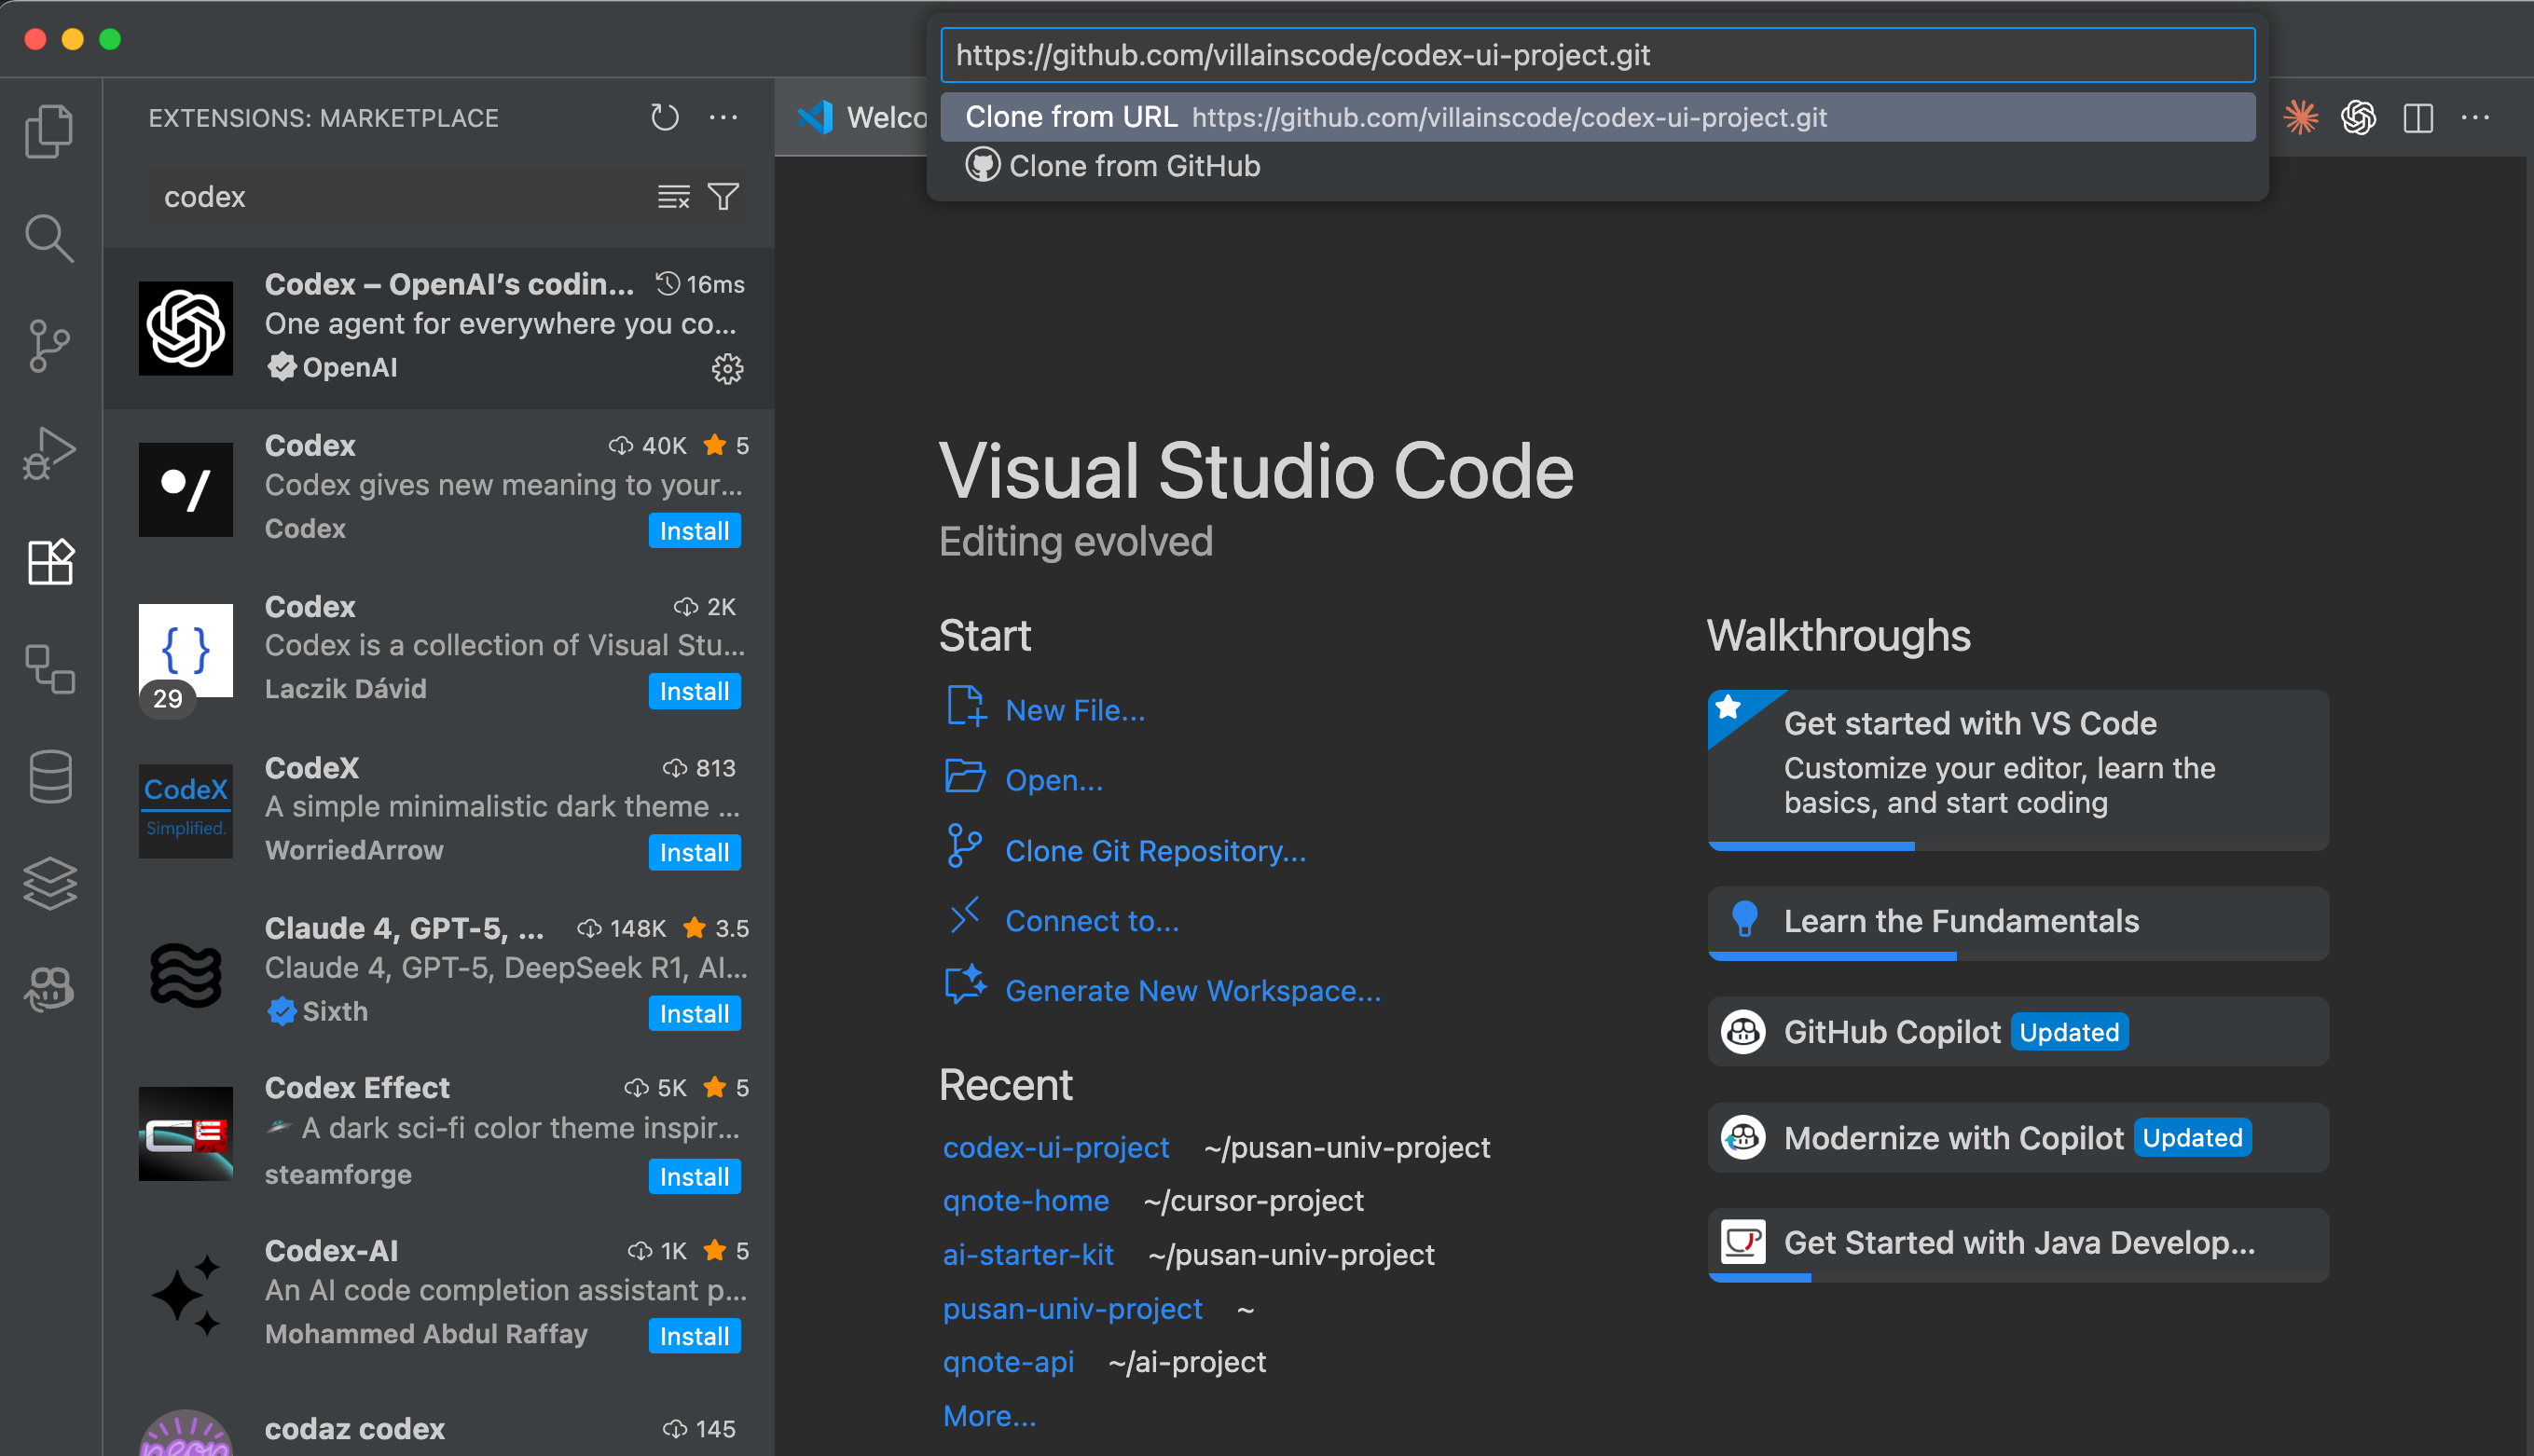 https://github.com/villainscode/codex-ui-project.git
Clone from URL https://github.com/villainscode/codex-ui-project.git
Clone from GitHub
EXTENSIONS: MARKETPLACE
Welco
codex
Codex – OpenAI's codin... 16ms
One agent for everywhere you co...
OpenAI
Codex 40K 5
Codex gives new meaning to your...
Codex Install
Codex 2K
Codex is a collection of Visual Stu...
Laczik Dávid Install
29
CodeX 813
A simple minimalistic dark theme ...
WorriedArrow Install
CodeX
Simplified.
Claude 4, GPT-5, ... 148K 3.5
Claude 4, GPT-5, DeepSeek R1, AI...
Sixth Install
Codex Effect 5K 5
A dark sci-fi color theme inspir...
steamforge Install
CE
Codex-AI 1K 5
An AI code completion assistant p...
Mohammed Abdul Raffay Install
codaz codex 145
Visual Studio Code
Editing evolved
Start
New File...
Open...
Clone Git Repository...
Connect to...
Generate New Workspace...
Recent
codex-ui-project ~/pusan-univ-project
qnote-home ~/cursor-project
ai-starter-kit ~/pusan-univ-project
pusan-univ-project ~
qnote-api ~/ai-project
More...
Walkthroughs
Get started with VS Code
Customize your editor, learn the
basics, and start coding
Learn the Fundamentals
GitHub Copilot Updated
Modernize with Copilot Updated
Get Started with Java Develop...